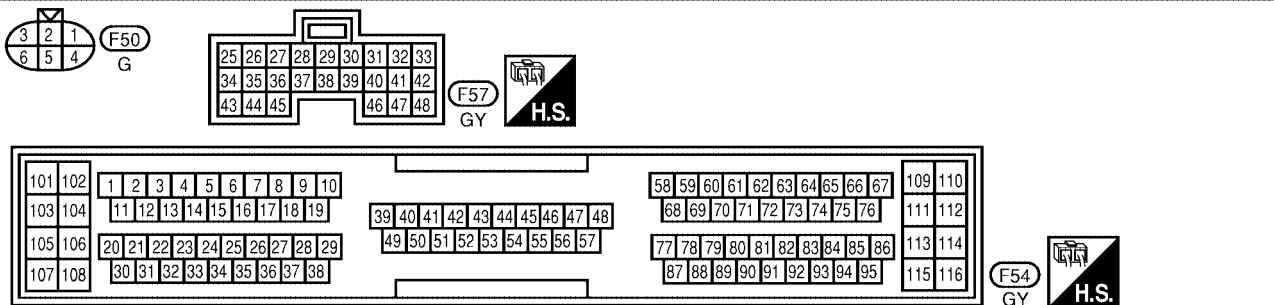 3 2 1
6 5 4
F50
G
25 26 27 28 29 30 31 32 33
34 35 36 37 38 39 40 41 42
43 44 45 46 47 48
F57
GY
H.S.
101 102
103 104
105 106
107 108
1 2 3 4 5 6 7 8 9 10
11 12 13 14 15 16 17 18 19
20 21 22 23 24 25 26 27 28 29
30 31 32 33 34 35 36 37 38
39 40 41 42 43 44 45 46 47 48
49 50 51 52 53 54 55 56 57
58 59 60 61 62 63 64 65 66 67
68 69 70 71 72 73 74 75 76
77 78 79 80 81 82 83 84 85 86
87 88 89 90 91 92 93 94 95
109 110
111 112
113 114
115 116
F54
GY
H.S.